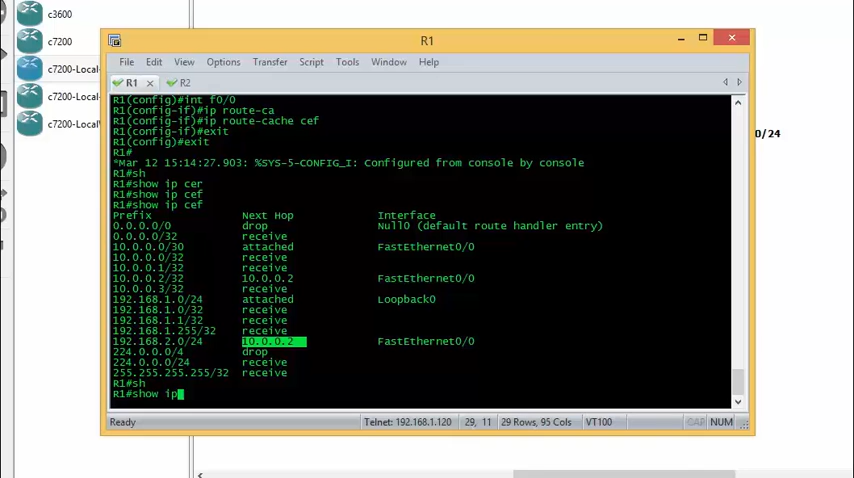 c3600
c7200
c7200-Local-
c7200-Local-
c7200-Local
R1
File Edit View Options Transfer Script Tools Window Help
R1 R2
0/24
R1(config)#int f0/0
R1(config-if)#ip route-ca
R1(config-if)#ip route-cache cef
R1(config-if)#exit
R1(config)#exit
R1#
*Mar 12 15:14:27.903: %SYS-5-CONFIG_I: Configured from console by console
R1#sh
R1#show ip cer
R1#show ip cef
R1#show ip cef
Prefix Next Hop Interface
0.0.0.0/0 drop Null0 (default route handler entry)
0.0.0.0/32 receive
10.0.0.0/30 attached FastEthernet0/0
10.0.0.0/32 receive
10.0.0.1/32 receive
10.0.0.2/32 10.0.0.2 FastEthernet0/0
10.0.0.3/32 receive
192.168.1.0/24 attached Loopback0
192.168.1.0/32 receive
192.168.1.1/32 receive
192.168.1.255/32 receive
192.168.2.0/24 10.0.0.2 FastEthernet0/0
224.0.0.0/4 drop
224.0.0.0/24 receive
255.255.255.255/32 receive
R1#sh
R1#show ip
Ready Telnet: 192.168.1.120 29, 11 29 Rows, 95 Cols VT100 CAP NUM